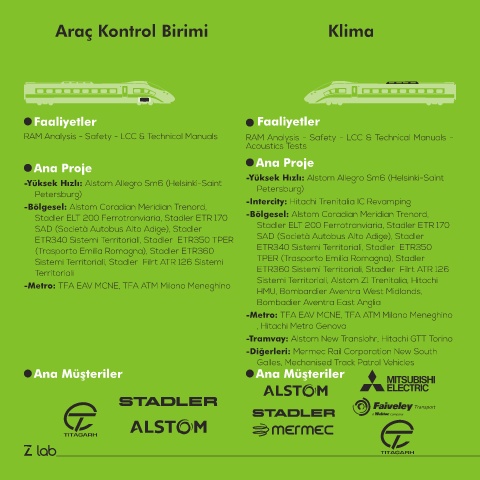 Araç Kontrol Birimi
Faaliyetler
RAM Analysis - Safety - LCC & Technical Manuals
Ana Proje
-Yüksek Hızlı: Alstom Allegro Sm6 (Helsinki-Saint
Petersburg)
-Bölgesel: Alstom Coradian Meridian Trenord,
Stadler ELT 200 Ferrotranviaria, Stadler ETR 170
SAD (Società Autobus Alto Adige), Stadler
ETR340 Sistemi Territoriali, Stadler ETR350 TPER
(Trasporto Emilia Romagna), Stadler ETR360
Sistemi Territoriali, Stadler Flirt ATR 126 Sistemi
Territoriali
-Metro: TFA EAV MCNE, TFA ATM Milano Meneghino
Ana Müşteriler
STADLER
TITAGARH
ALSTOM
Z lab
Klima
Faaliyetler
RAM Analysis - Safety - LCC & Technical Manuals -
Acoustics Tests
Ana Proje
-Yüksek Hızlı: Alstom Allegro Sm6 (Helsinki-Saint
Petersburg)
-Intercity: Hitachi Trenitalia IC Revamping
-Bölgesel: Alstom Coradian Meridian Trenord,
Stadler ELT 200 Ferrotranviaria, Stadler ETR 170
SAD (Società Autobus Alto Adige), Stadler
ETR340 Sistemi Territoriali, Stadler ETR350
TPER (Trasporto Emilia Romagna), Stadler
ETR360 Sistemi Territoriali, Stadler Flirt ATR 126
Sistemi Territoriali, Alstom ZJ Trenitalia, Hitachi
HMU, Bombardier Aventra West Midlands,
Bombadier Aventra East Anglia
-Metro: TFA EAV MCNE, TFA ATM Milano Meneghino
, Hitachi Metro Genova
-Tramvay: Alstom New Translohr, Hitachi GTT Torino
-Diğerleri: Mermec Rail Corporation New South
Galles, Mechanised Track Patrol Vehicles
Ana Müşteriler
ALSTOM
MITSUBISHI
ELECTRIC
STADLER
Faiveley Transport
MERMEC
TITAGARH